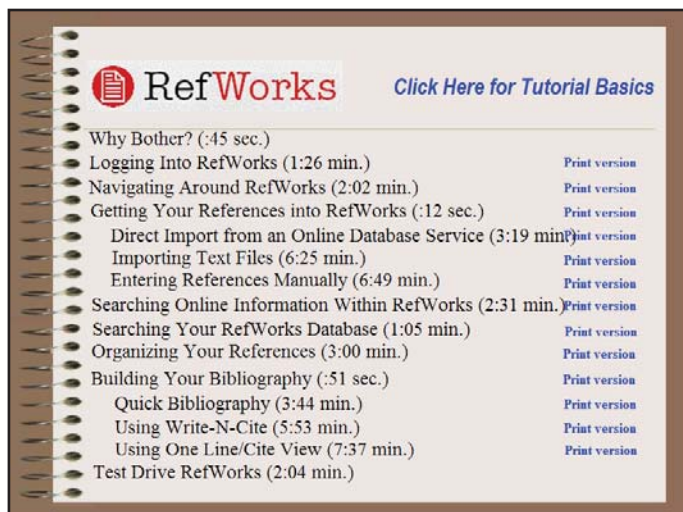 RefWorks Click Here for Tutorial Basics
Why Bother? (:45 sec.)
Logging Into RefWorks (1:26 min.) Print version
Navigating Around RefWorks (2:02 min.) Print version
Getting Your References into RefWorks (:12 sec.) Print version
Direct Import from an Online Database Service (3:19 min.) Print version
Importing Text Files (6:25 min.) Print version
Entering References Manually (6:49 min.) Print version
Searching Online Information Within RefWorks (2:31 min.) Print version
Searching Your RefWorks Database (1:05 min.) Print version
Organizing Your References (3:00 min.) Print version
Building Your Bibliography (:51 sec.) Print version
Quick Bibliography (3:44 min.) Print version
Using Write-N-Cite (5:53 min.) Print version
Using One Line/Cite View (7:37 min.) Print version
Test Drive RefWorks (2:04 min.)